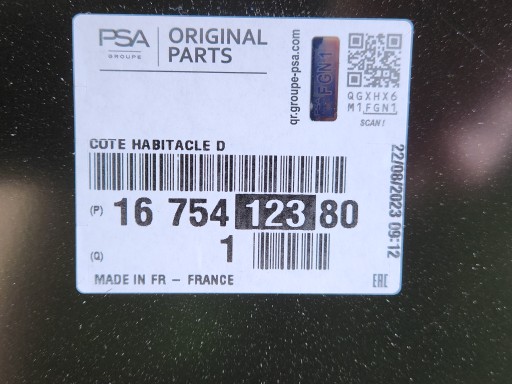 PSA
GROUPE
ORIGINAL
PARTS
qr.groupe-psa.com
FGN1
QGXHX6
M1FGN1
SCAN!
COTE HABITACLE D
(P) 16 754 123 80
(Q) 1
22/08/2023 09:12
MADE IN FR - FRANCE
EAC